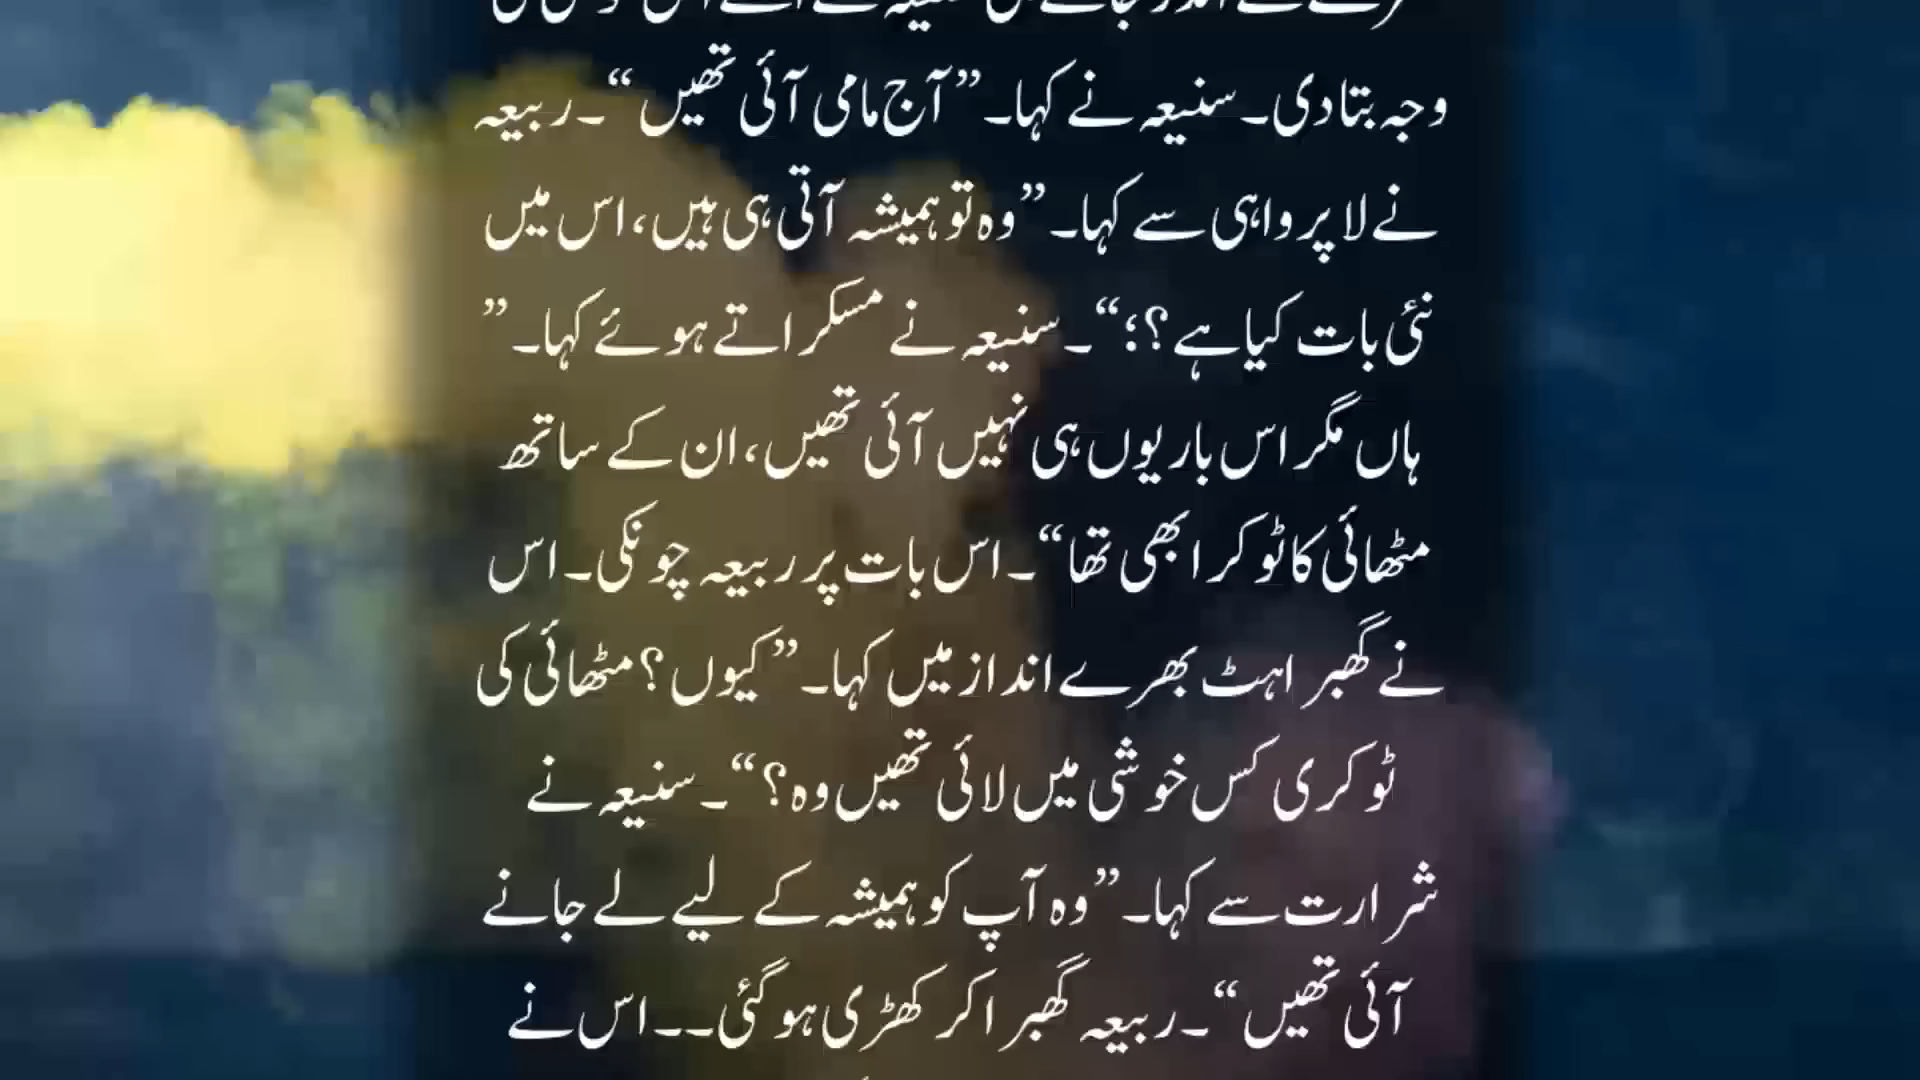 وجہ بتا دی۔ سنیعہ نے کہا۔ ”آج مامی آئی تھیں“۔ ربیعہ
نے لاپرواہی سے کہا۔ ”وہ تو ہمیشہ آتی ہی ہیں، اس میں
نئی بات کیا ہے؟؛“۔ سنیعہ نے مسکراتے ہوئے کہا۔ ”
ہاں مگر اس بار یوں ہی نہیں آئی تھیں، ان کے ساتھ
مٹھائی کا ٹوکرا بھی تھا“۔ اس بات پر ربیعہ چونکی۔ اس
نے گھبراہٹ بھرے انداز میں کہا۔ ”کیوں؟ مٹھائی کی
ٹوکری کس خوشی میں لائی تھیں وہ؟“۔ سنیعہ نے
شرارت سے کہا۔ ”وہ آپ کو ہمیشہ کے لیے لے جانے
آئی تھیں“۔ ربیعہ گھبرا کر کھڑی ہو گئی۔۔ اس نے